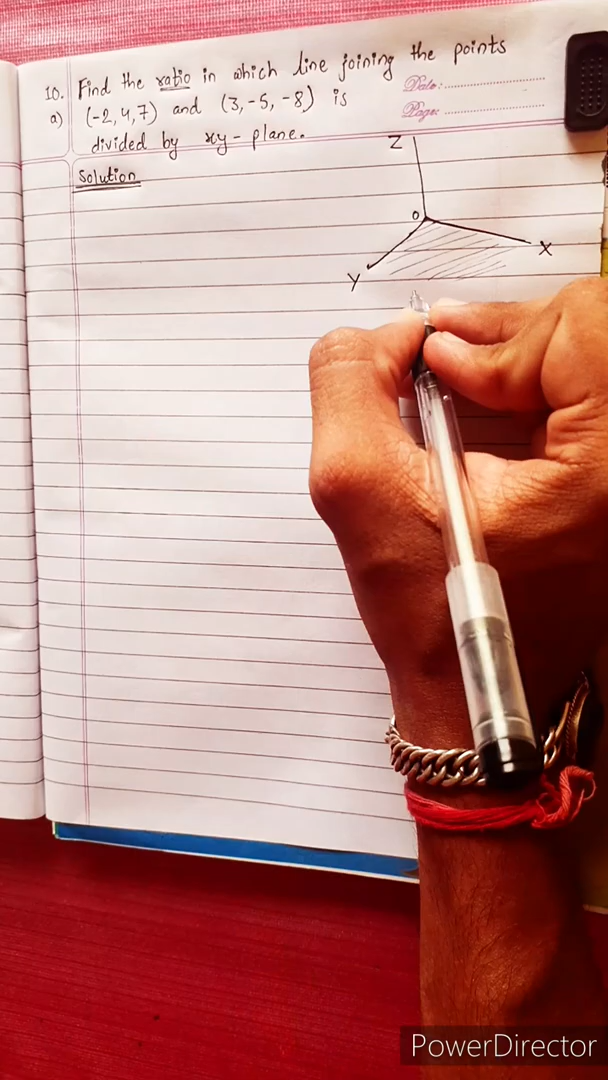 10. Find the ratio in which line joining the points
a) (-2,4,7) and (3,-5,-8) is
Date:
Page:
divided by xy-plane.
Solution
Z
O
X
Y
PowerDirector